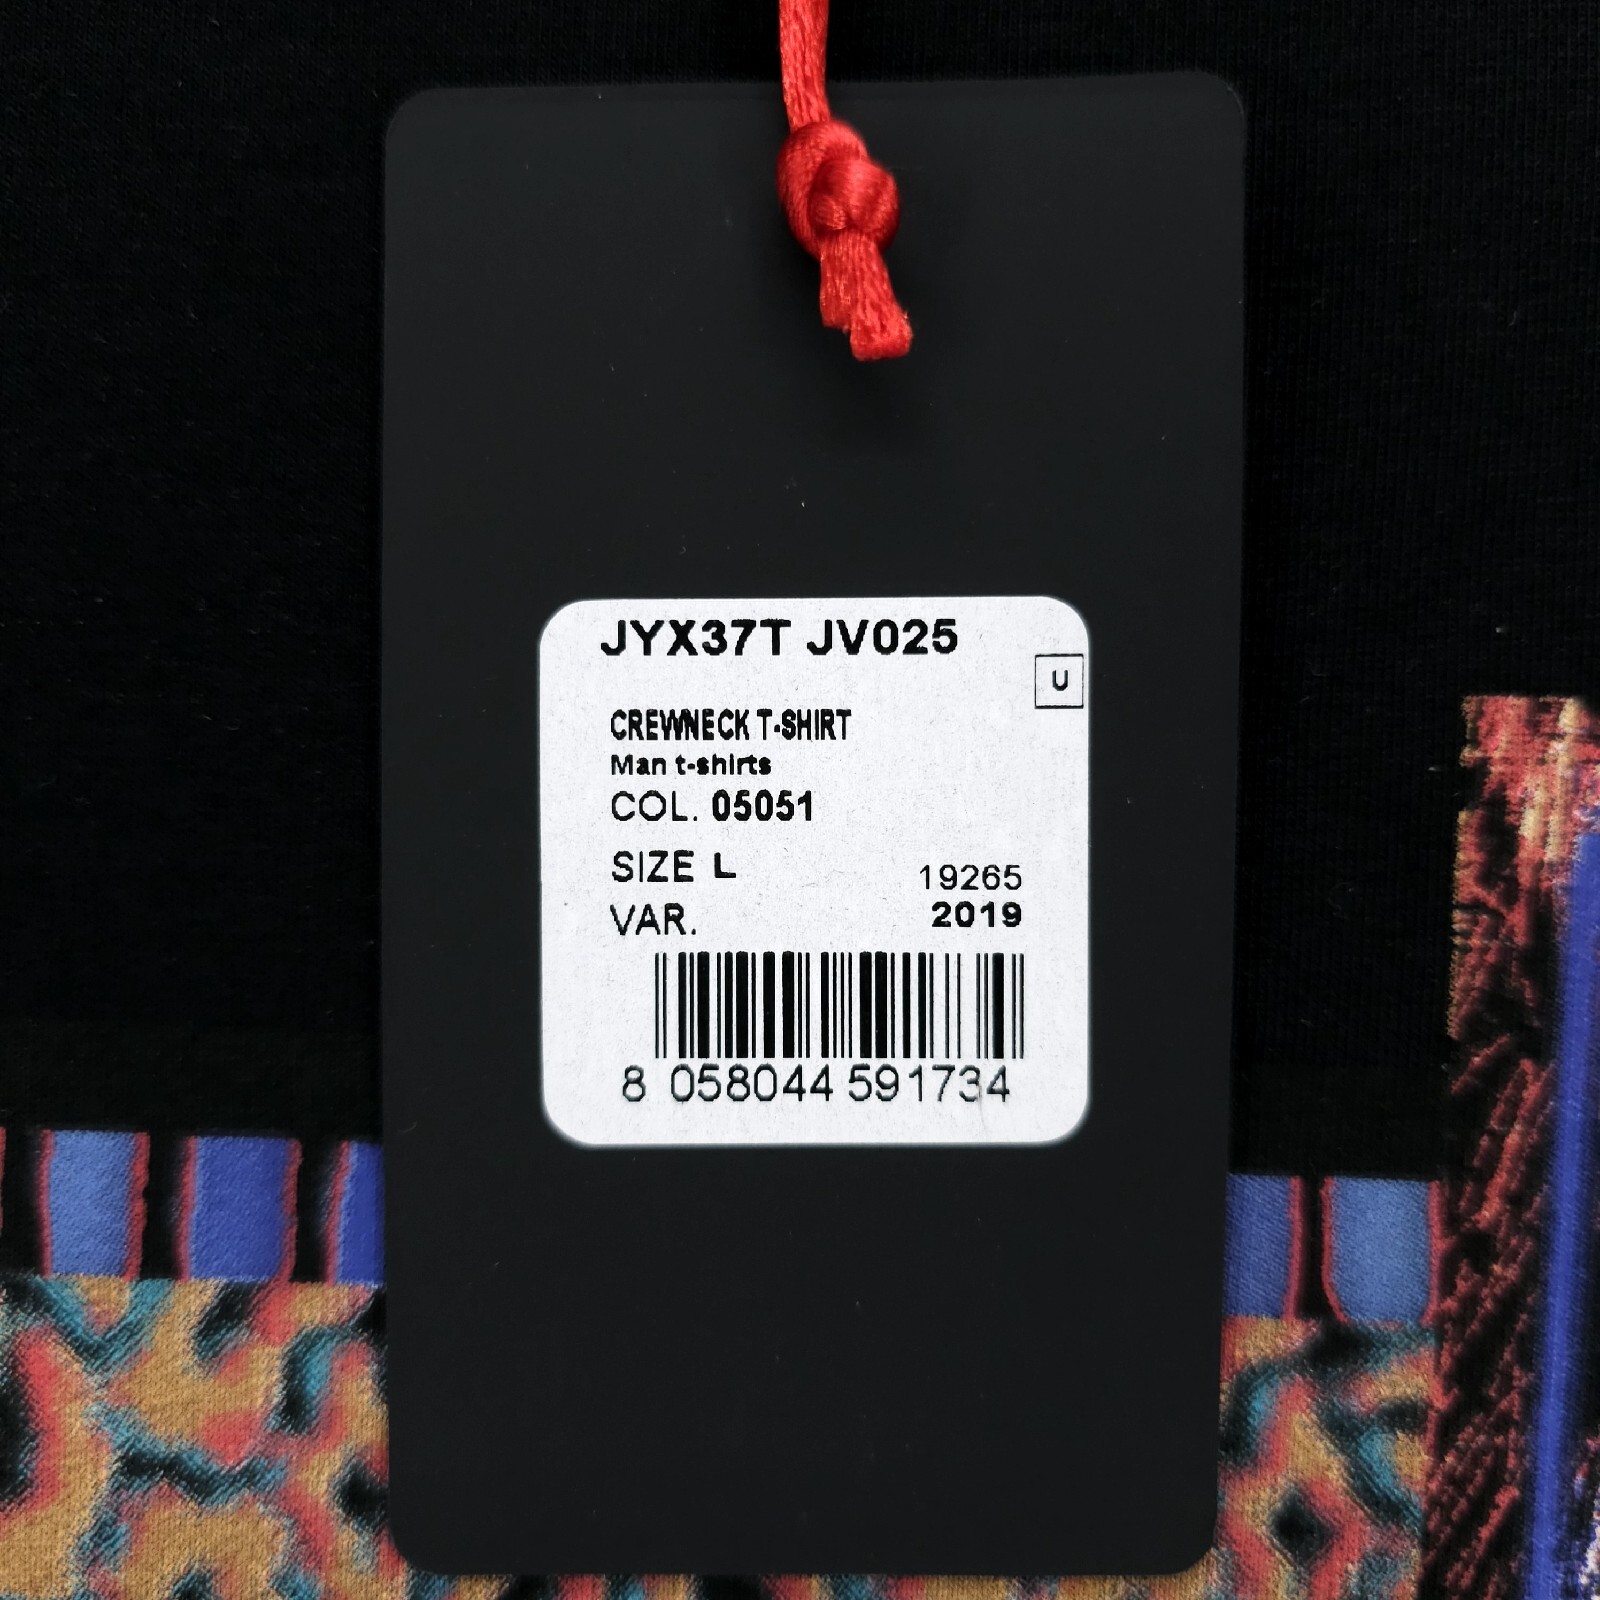 JYX37T JV025
U
CREWNECK T-SHIRT
Man t-shirts
COL. 05051
SIZE L
19265
VAR.
2019
8 058044 591734